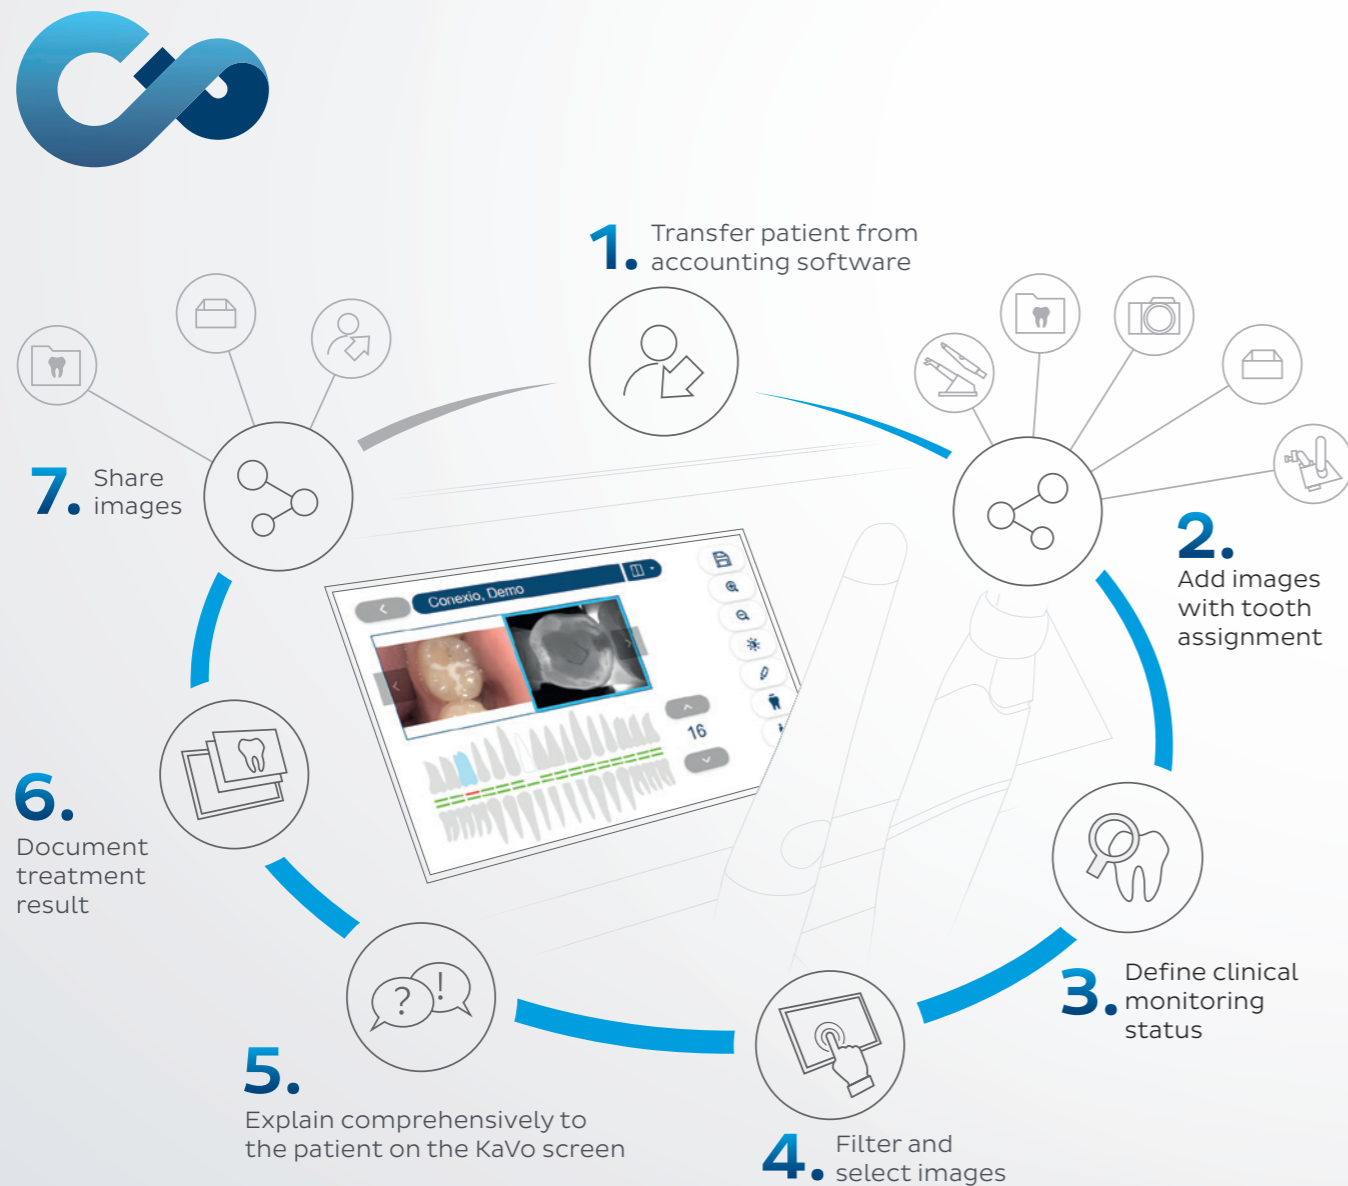 1.
Transfer patient from
accounting software
2.
Add images
with tooth
assignment
3.
Define clinical
monitoring
status
4.
Filter and
select images
5.
Explain comprehensively to
the patient on the KaVo screen
6.
Document
treatment
result
7.
Share
images
Conexio, Demo
16
?
!